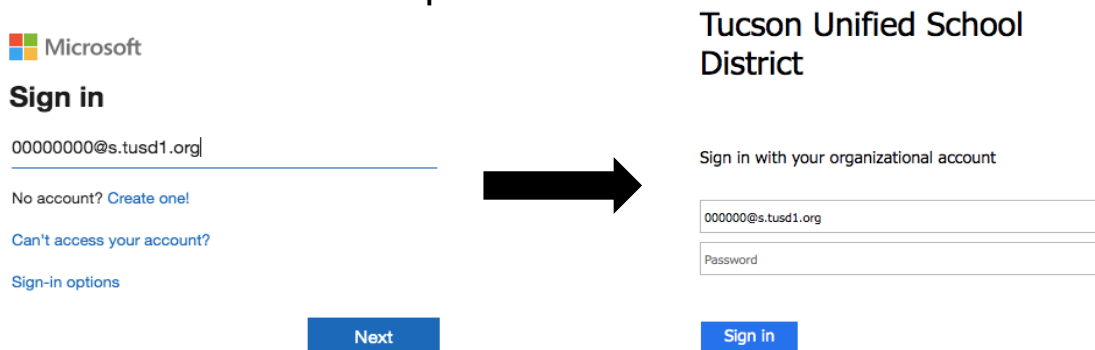 Microsoft
Sign in
00000000@s.tusd1.org
No account? Create one!
Can't access your account?
Sign-in options
Next
Tucson Unified School
District
Sign in with your organizational account
000000@s.tusd1.org
Password
Sign in